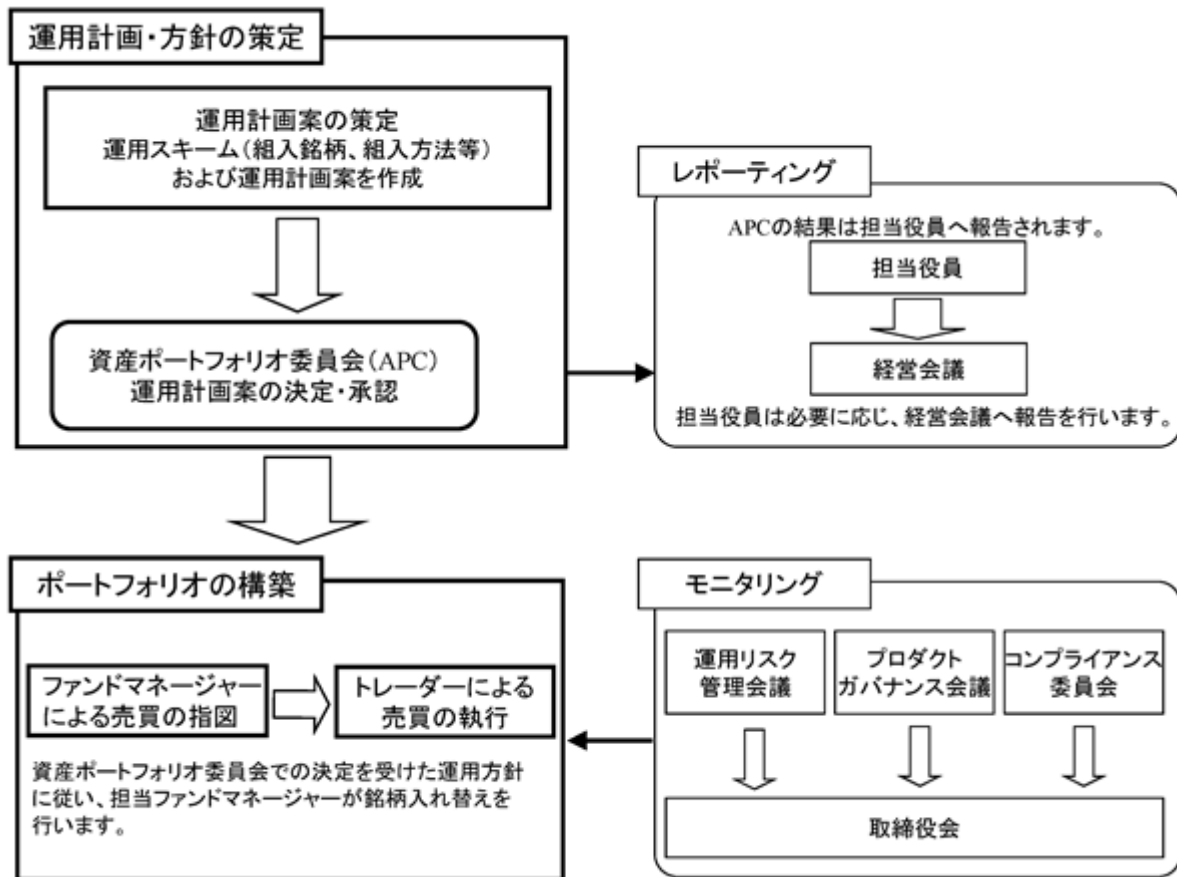 運用計画・方針の策定
運用計画案の策定
運用スキーム(組入銘柄、組入方法等)
および運用計画案を作成
資産ポートフォリオ委員会(APC)
運用計画案の決定・承認
レポーティング
APCの結果は担当役員へ報告されます。
担当役員
経営会議
担当役員は必要に応じ、経営会議へ報告を行います。
ポートフォリオの構築
ファンドマネージャー
による売買の指図
トレーダーによる
売買の執行
資産ポートフォリオ委員会での決定を受けた運用方針
に従い、担当ファンドマネージャーが銘柄入れ替えを
行います。
モニタリング
運用リスク
管理会議
プロダクト
ガバナンス会議
コンプライアンス
委員会
取締役会